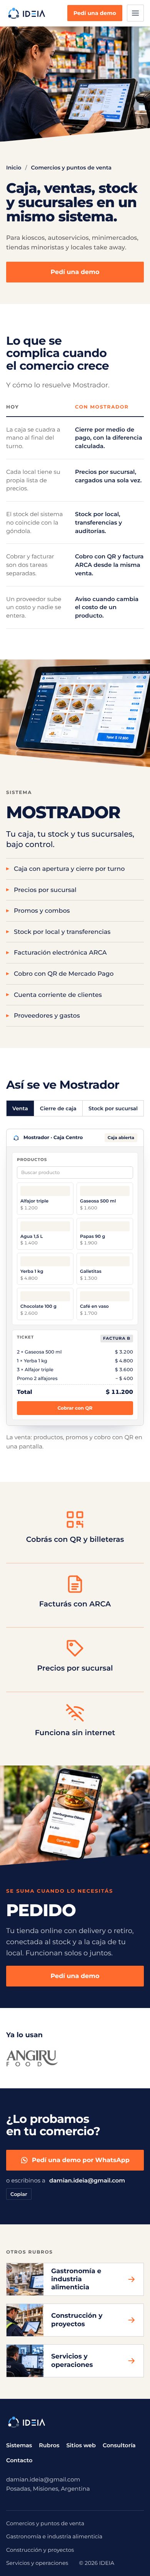 IDEIA
Pedí una demo
Inicio / Comercios y puntos de venta
Caja, ventas, stock
y sucursales en un
mismo sistema.
Para kioscos, autoservicios, minimercados,
tiendas minoristas y locales take away.
Pedí una demo
Lo que se
complica cuando
el comercio crece
Y cómo lo resuelve Mostrador.
HOY
CON MOSTRADOR
La caja se cuadra a
mano al final del
turno.
Cierre por medio de
pago, con la diferencia
calculada.
Cada local tiene su
propia lista de
precios.
Precios por sucursal,
cargados una sola vez.
El stock del sistema
no coincide con la
góndola.
Stock por local,
transferencias y
auditorías.
Cobrar y facturar
son dos tareas
separadas.
Cobro con QR y factura
ARCA desde la misma
venta.
Un proveedor sube
un costo y nadie se
entera.
Aviso cuando cambia
el costo de un
producto.
SISTEMA
MOSTRADOR
Tu caja, tu stock y tus sucursales,
bajo control.
Caja con apertura y cierre por turno
Precios por sucursal
Promos y combos
Stock por local y transferencias
Facturación electrónica ARCA
Cobro con QR de Mercado Pago
Cuenta corriente de clientes
Proveedores y gastos
Así se ve Mostrador
Venta
Cierre de caja
Stock por sucursal
Mostrador · Caja Centro
Caja abierta
PRODUCTOS
Buscar producto
Alfajor triple
$ 1.200
Gaseosa 500 ml
$ 1.600
Agua 1,5 L
$ 1.400
Papas 90 g
$ 1.900
Yerba 1 kg
$ 4.800
Galletitas
$ 1.300
Chocolate 100 g
$ 2.600
Café en vaso
$ 1.700
TICKET
FACTURA B
2 × Gaseosa 500 ml
$ 3.200
1 × Yerba 1 kg
$ 4.800
3 × Alfajor triple
$ 3.600
Promo 2 alfajores
− $ 400
Total
$ 11.200
Cobrar con QR
La venta: productos, promos y cobro con QR en
una pantalla.
Cobrás con QR y billeteras
Facturás con ARCA
Precios por sucursal
Funciona sin internet
SE SUMA CUANDO LO NECESITÁS
PEDIDO
Tu tienda online con delivery o retiro,
conectada al stock y a la caja de tu
local. Funcionan solos o juntos.
Pedí una demo
Ya lo usan
ANGIRU
FOOD
¿Lo probamos
en tu comercio?
Pedí una demo por WhatsApp
o escribinos a damian.ideia@gmail.com
Copiar
OTROS RUBROS
Gastronomía e
industria
alimenticia
Construcción y
proyectos
Servicios y
operaciones
IDEIA
Sistemas Rubros Sitios web Consultoría
Contacto
damian.ideia@gmail.com
Posadas, Misiones, Argentina
Comercios y puntos de venta
Gastronomía e industria alimenticia
Construcción y proyectos
Servicios y operaciones © 2026 IDEIA